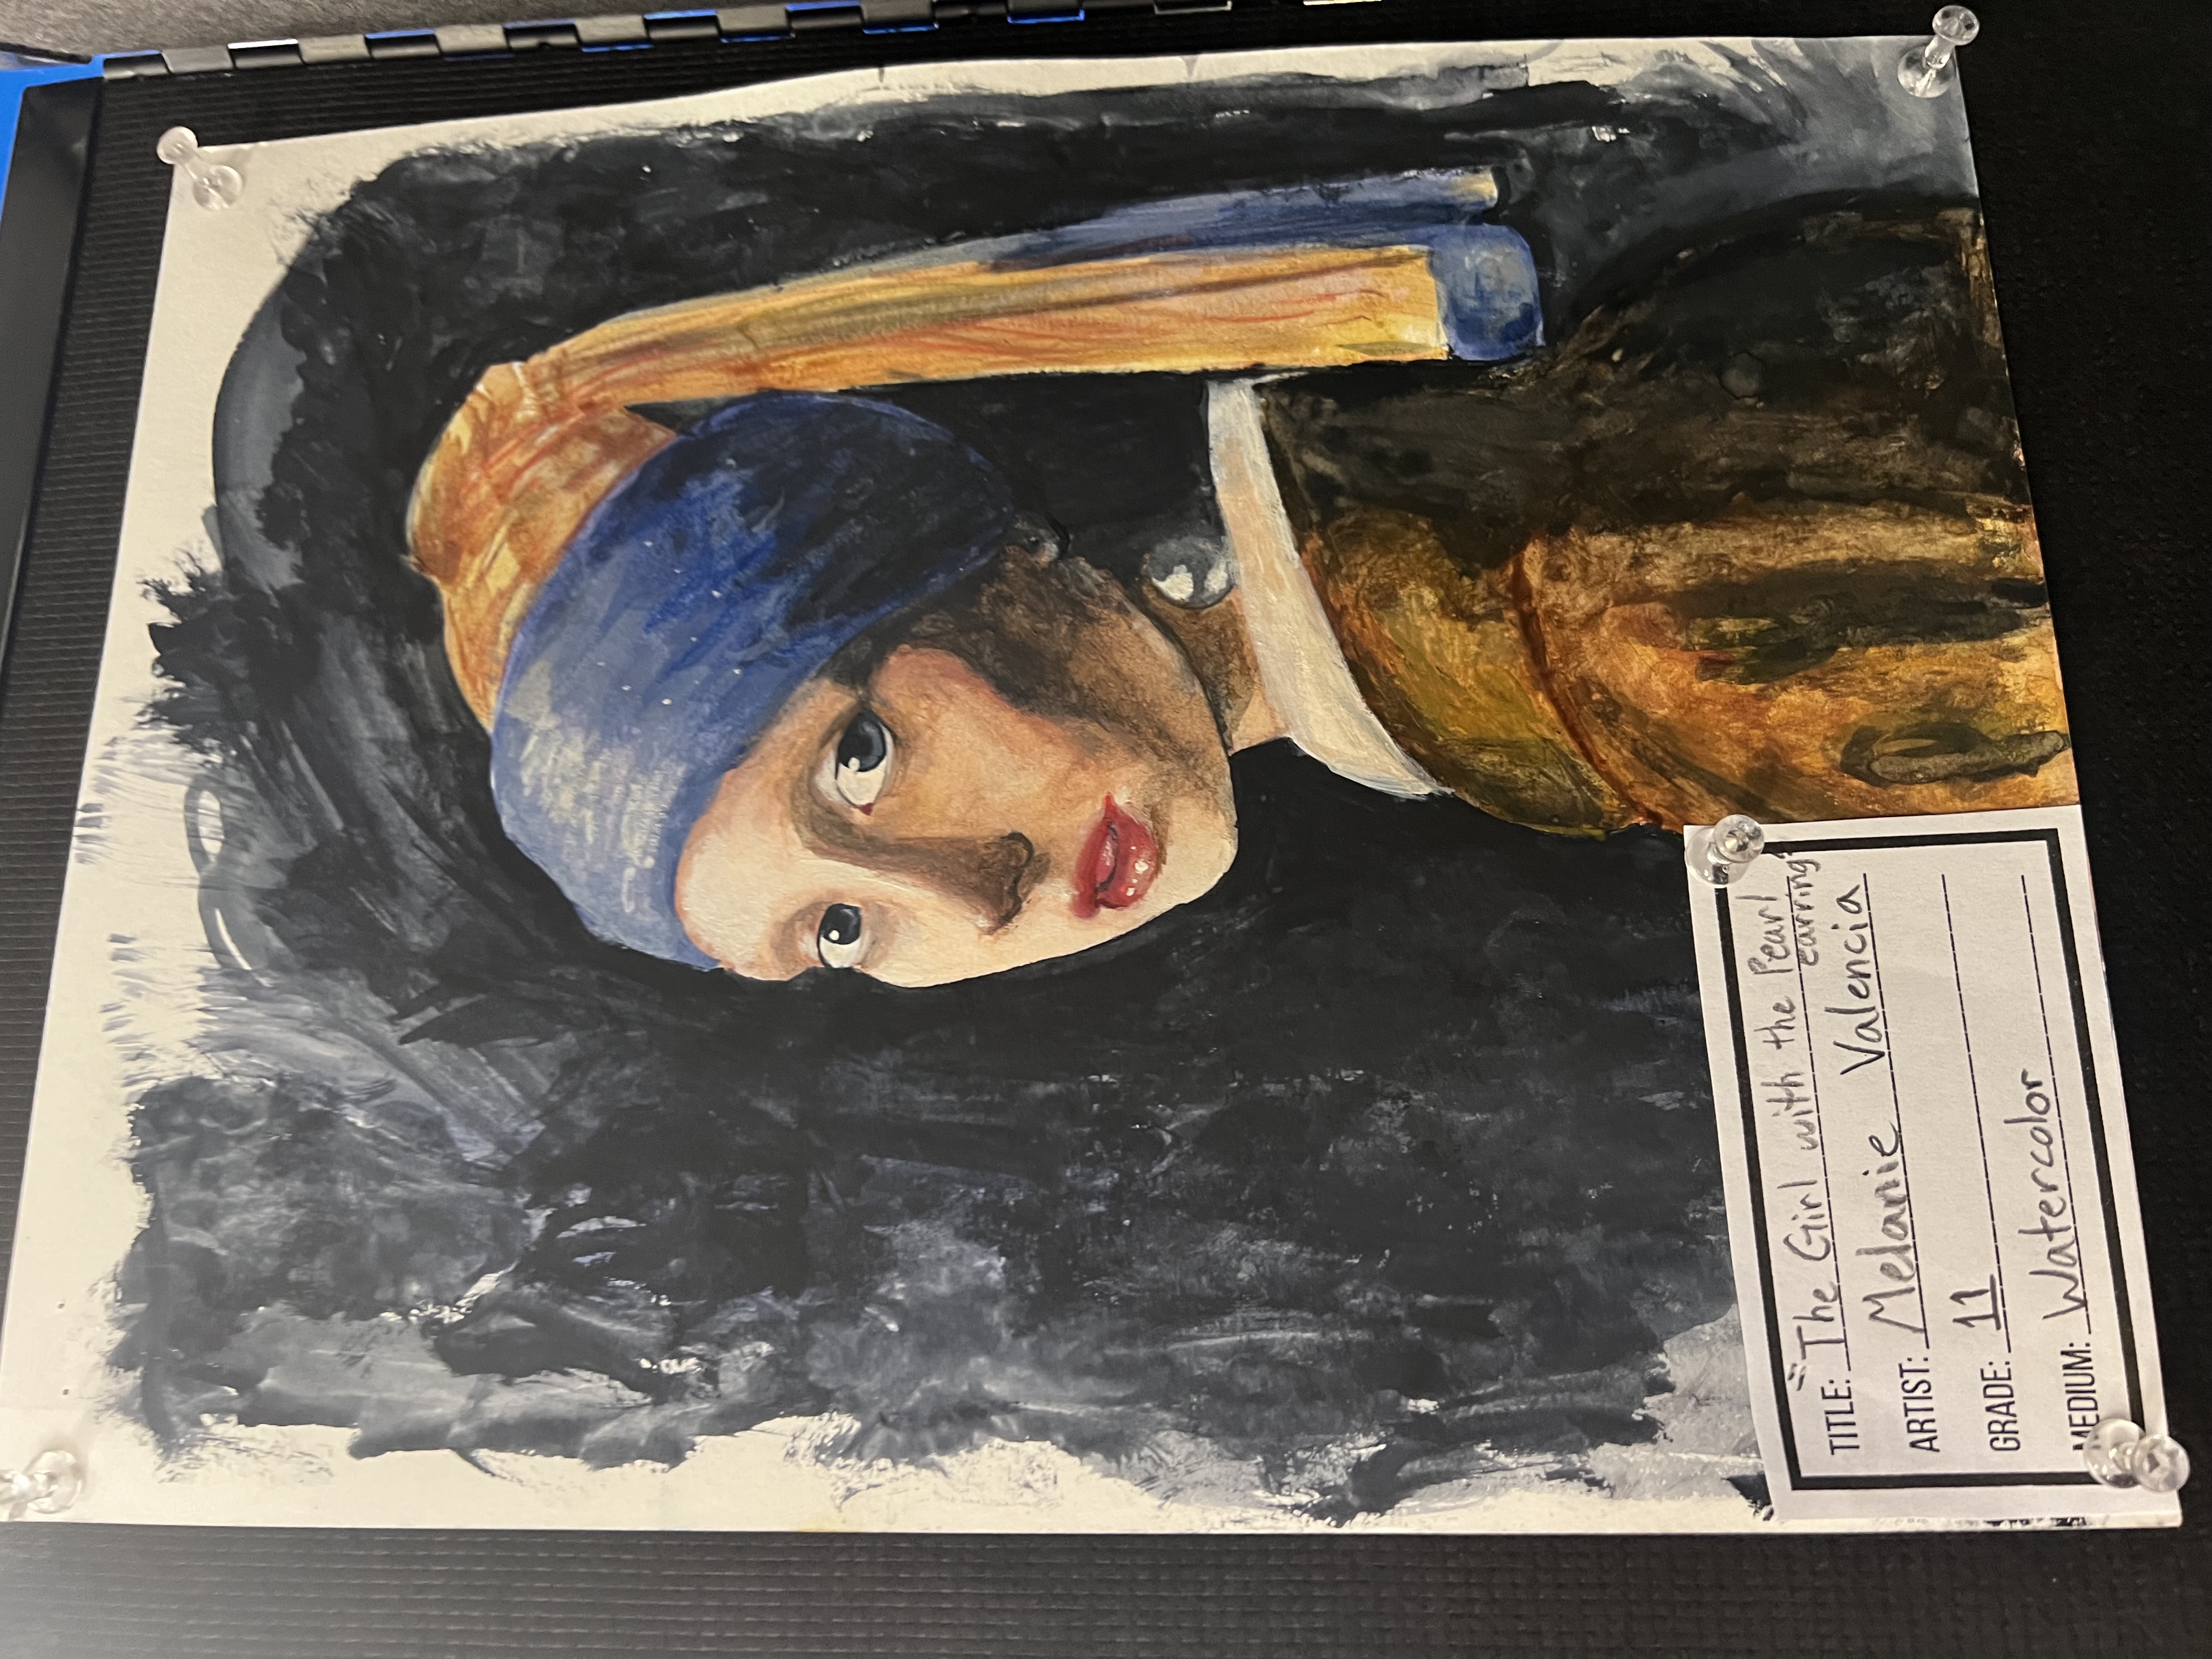 TITLE: "The Girl with the Pearl
earring"
ARTIST: Melanie Valencia
GRADE: 11
MEDIUM: Watercolor